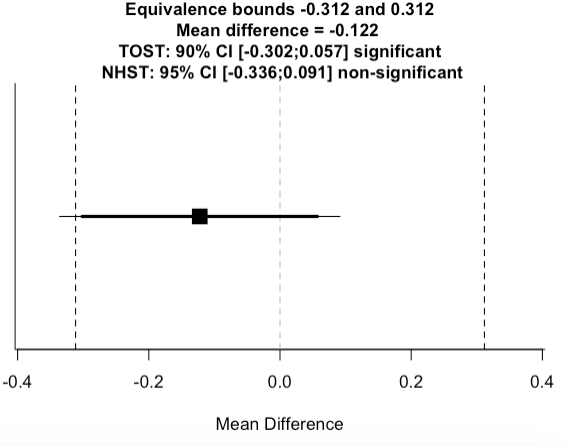 Equivalence bounds -0.312 and 0.312
Mean difference = -0.122
TOST: 90% CI [-0.302;0.057] significant
NHST: 95% CI [-0.336;0.091] non-significant
-0.4 -0.2 0.0 0.2 0.4
Mean Difference